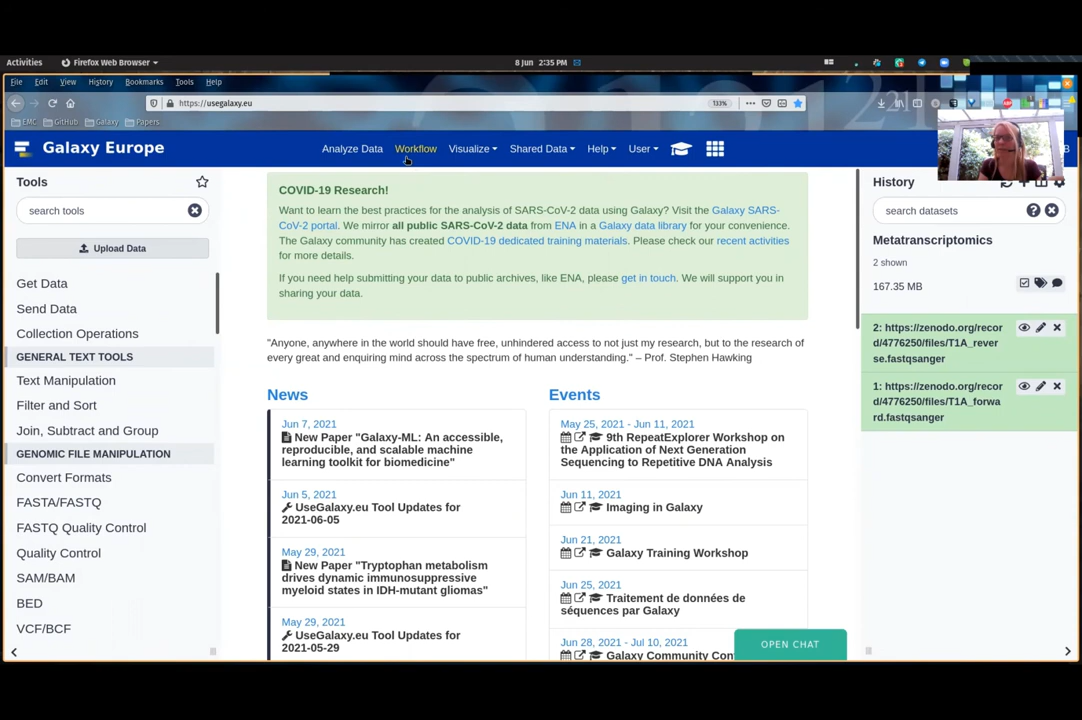 Activities
Firefox Web Browser
8 Jun 2:35 PM
File Edit View History Bookmarks Tools Help
https://usegalaxy.eu
133%
EMC GitHub Galaxy Papers
Galaxy Europe
Analyze Data Workflow Visualize Shared Data Help User
Tools
search tools
Upload Data
Get Data
Send Data
Collection Operations
GENERAL TEXT TOOLS
Text Manipulation
Filter and Sort
Join, Subtract and Group
GENOMIC FILE MANIPULATION
Convert Formats
FASTA/FASTQ
FASTQ Quality Control
Quality Control
SAM/BAM
BED
VCF/BCF
COVID-19 Research!
Want to learn the best practices for the analysis of SARS-CoV-2 data using Galaxy? Visit the Galaxy SARS-
CoV-2 portal. We mirror all public SARS-CoV-2 data from ENA in a Galaxy data library for your convenience.
The Galaxy community has created COVID-19 dedicated training materials. Please check our recent activities
for more details.
If you need help submitting your data to public archives, like ENA, please get in touch. We will support you in
sharing your data.
"Anyone, anywhere in the world should have free, unhindered access to not just my research, but to the research of
every great and enquiring mind across the spectrum of human understanding." – Prof. Stephen Hawking
News
Jun 7, 2021
New Paper "Galaxy-ML: An accessible,
reproducible, and scalable machine
learning toolkit for biomedicine"
Jun 5, 2021
UseGalaxy.eu Tool Updates for
2021-06-05
May 29, 2021
New Paper "Tryptophan metabolism
drives dynamic immunosuppressive
myeloid states in IDH-mutant gliomas"
May 29, 2021
UseGalaxy.eu Tool Updates for
2021-05-29
Events
May 25, 2021 - Jun 11, 2021
9th RepeatExplorer Workshop on
the Application of Next Generation
Sequencing to Repetitive DNA Analysis
Jun 11, 2021
Imaging in Galaxy
Jun 21, 2021
Galaxy Training Workshop
Jun 25, 2021
Traitement de données de
séquences par Galaxy
Jun 28, 2021 - Jul 10, 2021
Galaxy Community Con
OPEN CHAT
History
search datasets
Metatranscriptomics
2 shown
167.35 MB
2: https://zenodo.org/recor
d/4776250/files/T1A_rever
se.fastqsanger
1: https://zenodo.org/recor
d/4776250/files/T1A_forwa
rd.fastqsanger